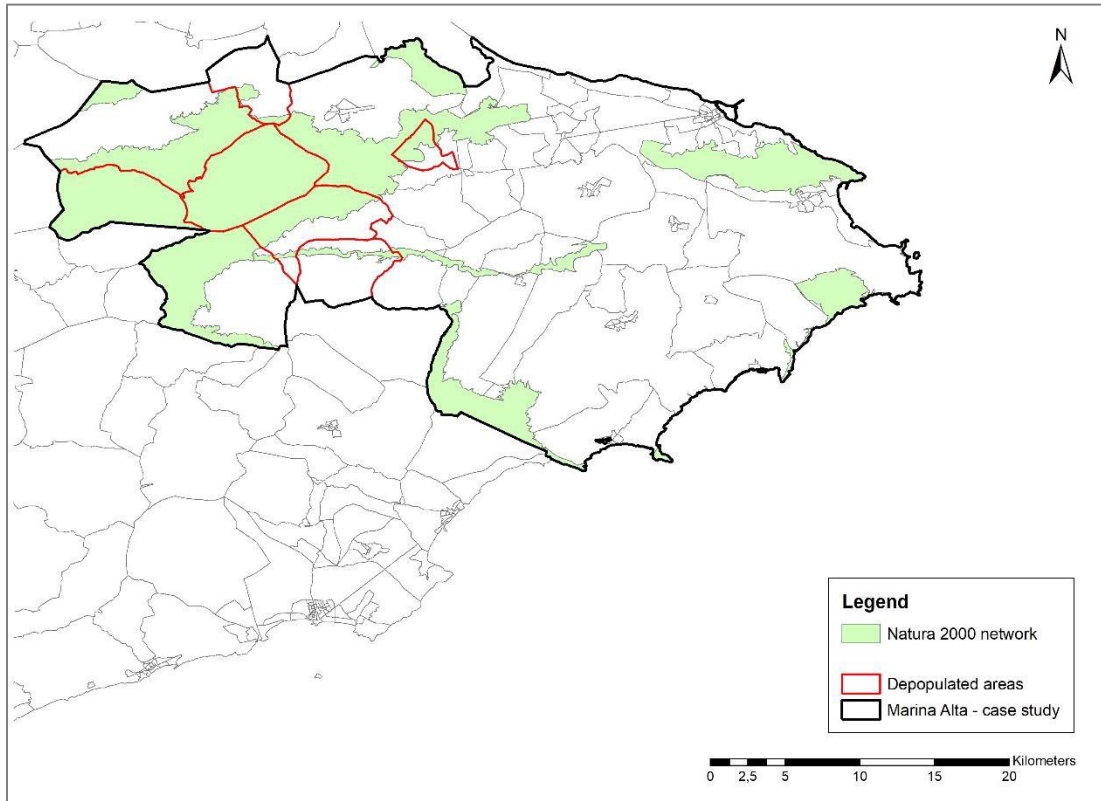 N
Legend
Natura 2000 network
Depopulated areas
Marina Alta - case study
Kilometers
0 2,5 5 10 15 20